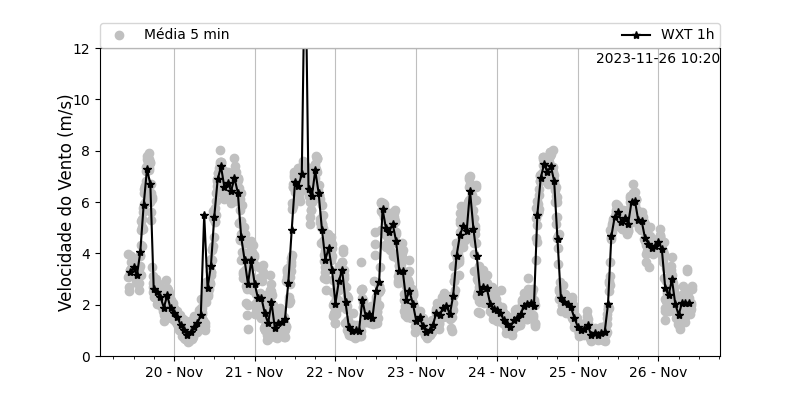 Média 5 min
WXT 1h
2023-11-26 10:20
Velocidade do Vento (m/s)
12
10
8
6
4
2
0
20 - Nov
21 - Nov
22 - Nov
23 - Nov
24 - Nov
25 - Nov
26 - Nov